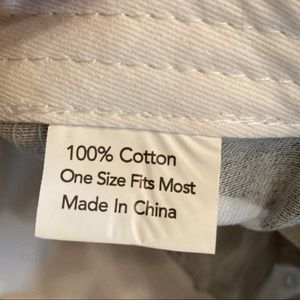 100% Cotton
One Size Fits Most
Made In China